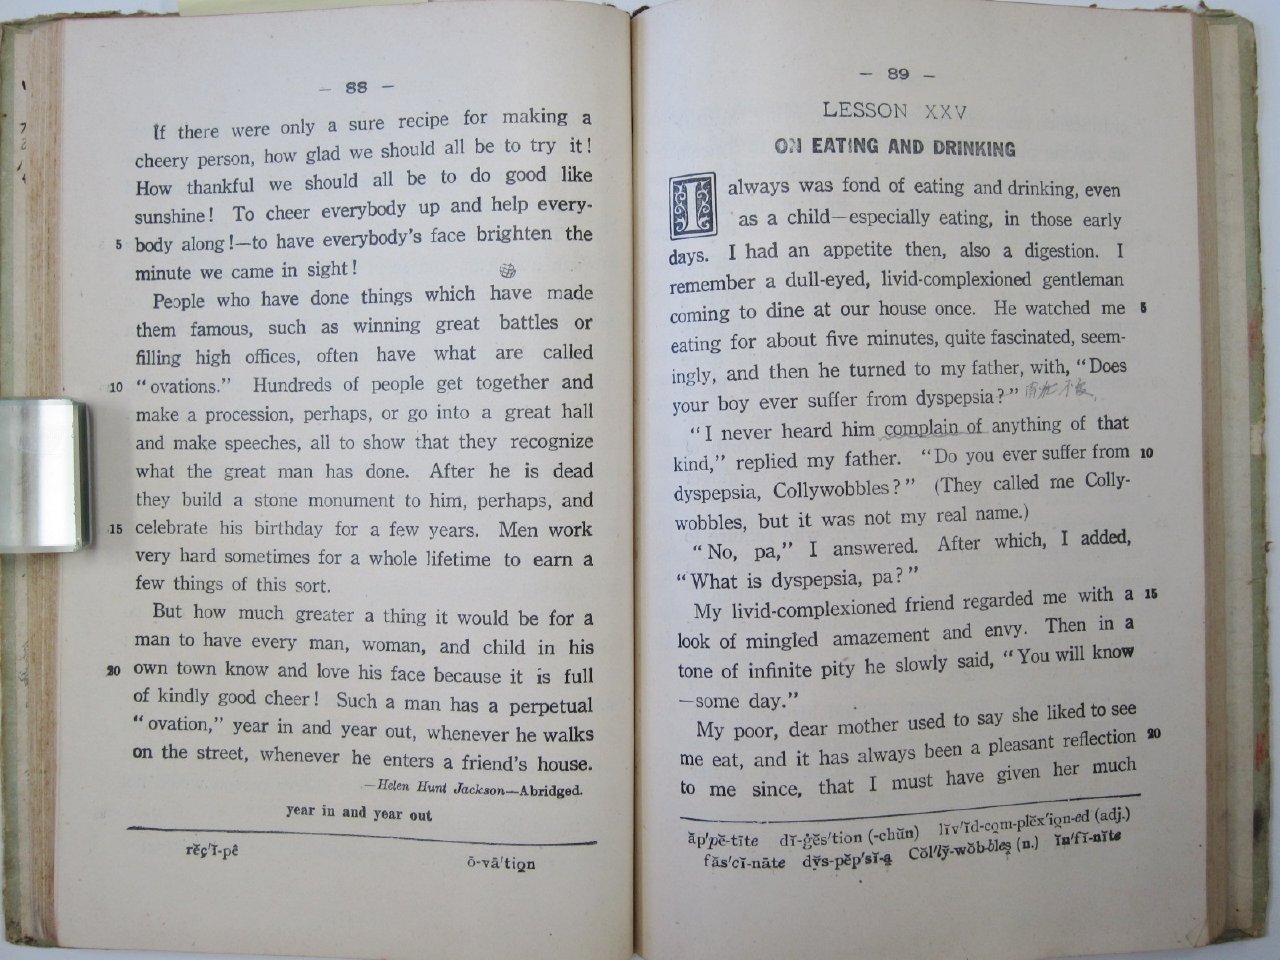 — 88 —
If there were only a sure recipe for making a
cheery person, how glad we should all be to try it!
How thankful we should all be to do good like
sunshine! To cheer everybody up and help every-
5 body along!—to have everybody's face brighten the
minute we came in sight!
People who have done things which have made
them famous, such as winning great battles or
filling high offices, often have what are called
10 "ovations." Hundreds of people get together and
make a procession, perhaps, or go into a great hall
and make speeches, all to show that they recognize
what the great man has done. After he is dead
they build a stone monument to him, perhaps, and
15 celebrate his birthday for a few years. Men work
very hard sometimes for a whole lifetime to earn a
few things of this sort.
But how much greater a thing it would be for a
man to have every man, woman, and child in his
20 own town know and love his face because it is full
of kindly good cheer! Such a man has a perpetual
"ovation," year in and year out, whenever he walks
on the street, whenever he enters a friend's house.
—Helen Hunt Jackson—Abridged.
year in and year out
rĕç'ĭ-pê ō-vā'tion
— 89 —
LESSON XXV
ON EATING AND DRINKING
I always was fond of eating and drinking, even
as a child—especially eating, in those early
days. I had an appetite then, also a digestion. I
remember a dull-eyed, livid-complexioned gentleman
coming to dine at our house once. He watched me 5
eating for about five minutes, quite fascinated, seem-
ingly, and then he turned to my father, with, "Does
your boy ever suffer from dyspepsia?"
"I never heard him complain of anything of that
kind," replied my father. "Do you ever suffer from 10
dyspepsia, Collywobbles?" (They called me Colly-
wobbles, but it was not my real name.)
"No, pa," I answered. After which, I added,
"What is dyspepsia, pa?"
My livid-complexioned friend regarded me with a 15
look of mingled amazement and envy. Then in a
tone of infinite pity he slowly said, "You will know
—some day."
My poor, dear mother used to say she liked to see
me eat, and it has always been a pleasant reflection 20
to me since, that I must have given her much
ăp'pĕ-tīte dĭ-ġĕs'tion (-chŭn) lĭv'ĭd-com-plĕx'ion-ed (adj.)
făs'cĭ-nāte dy̆s-pĕp'sĭ-a Cŏl'ly̆-wŏb-bleş (n.) ĭn'fĭ-nĭte